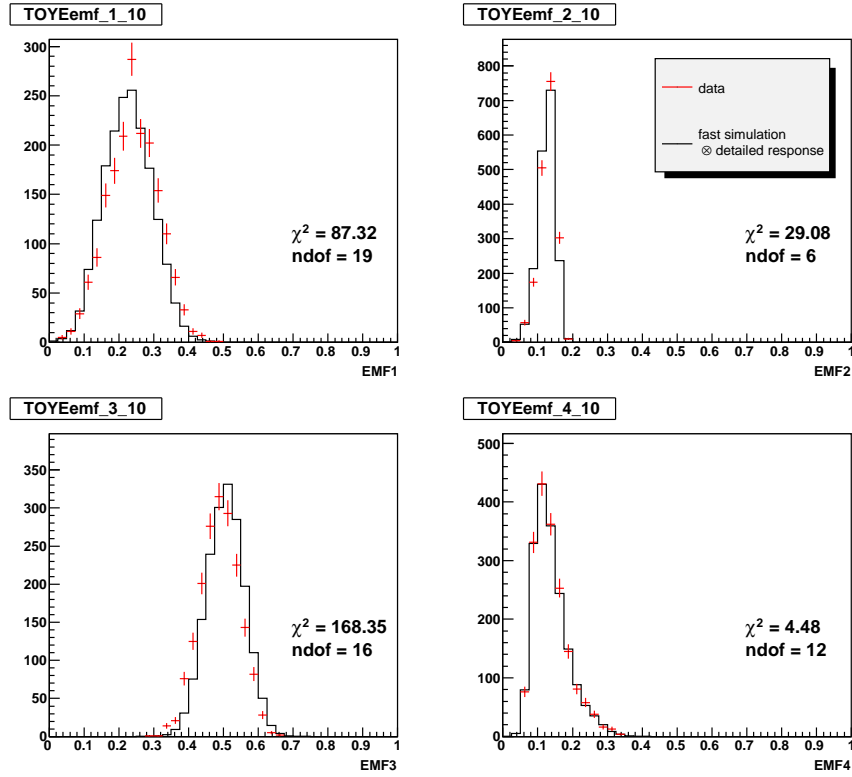 TOYEemf_1_10
300
250
200
150
100
50
0
χ² = 87.32
ndof = 19
0 0.1 0.2 0.3 0.4 0.5 0.6 0.7 0.8 0.9 1
EMF1
TOYEemf_2_10
800
700
600
500
400
300
200
100
0
data
fast simulation
⊗ detailed response
χ² = 29.08
ndof = 6
0 0.1 0.2 0.3 0.4 0.5 0.6 0.7 0.8 0.9 1
EMF2
TOYEemf_3_10
350
300
250
200
150
100
50
0
χ² = 168.35
ndof = 16
0 0.1 0.2 0.3 0.4 0.5 0.6 0.7 0.8 0.9 1
EMF3
TOYEemf_4_10
500
400
300
200
100
0
χ² = 4.48
ndof = 12
0 0.1 0.2 0.3 0.4 0.5 0.6 0.7 0.8 0.9 1
EMF4